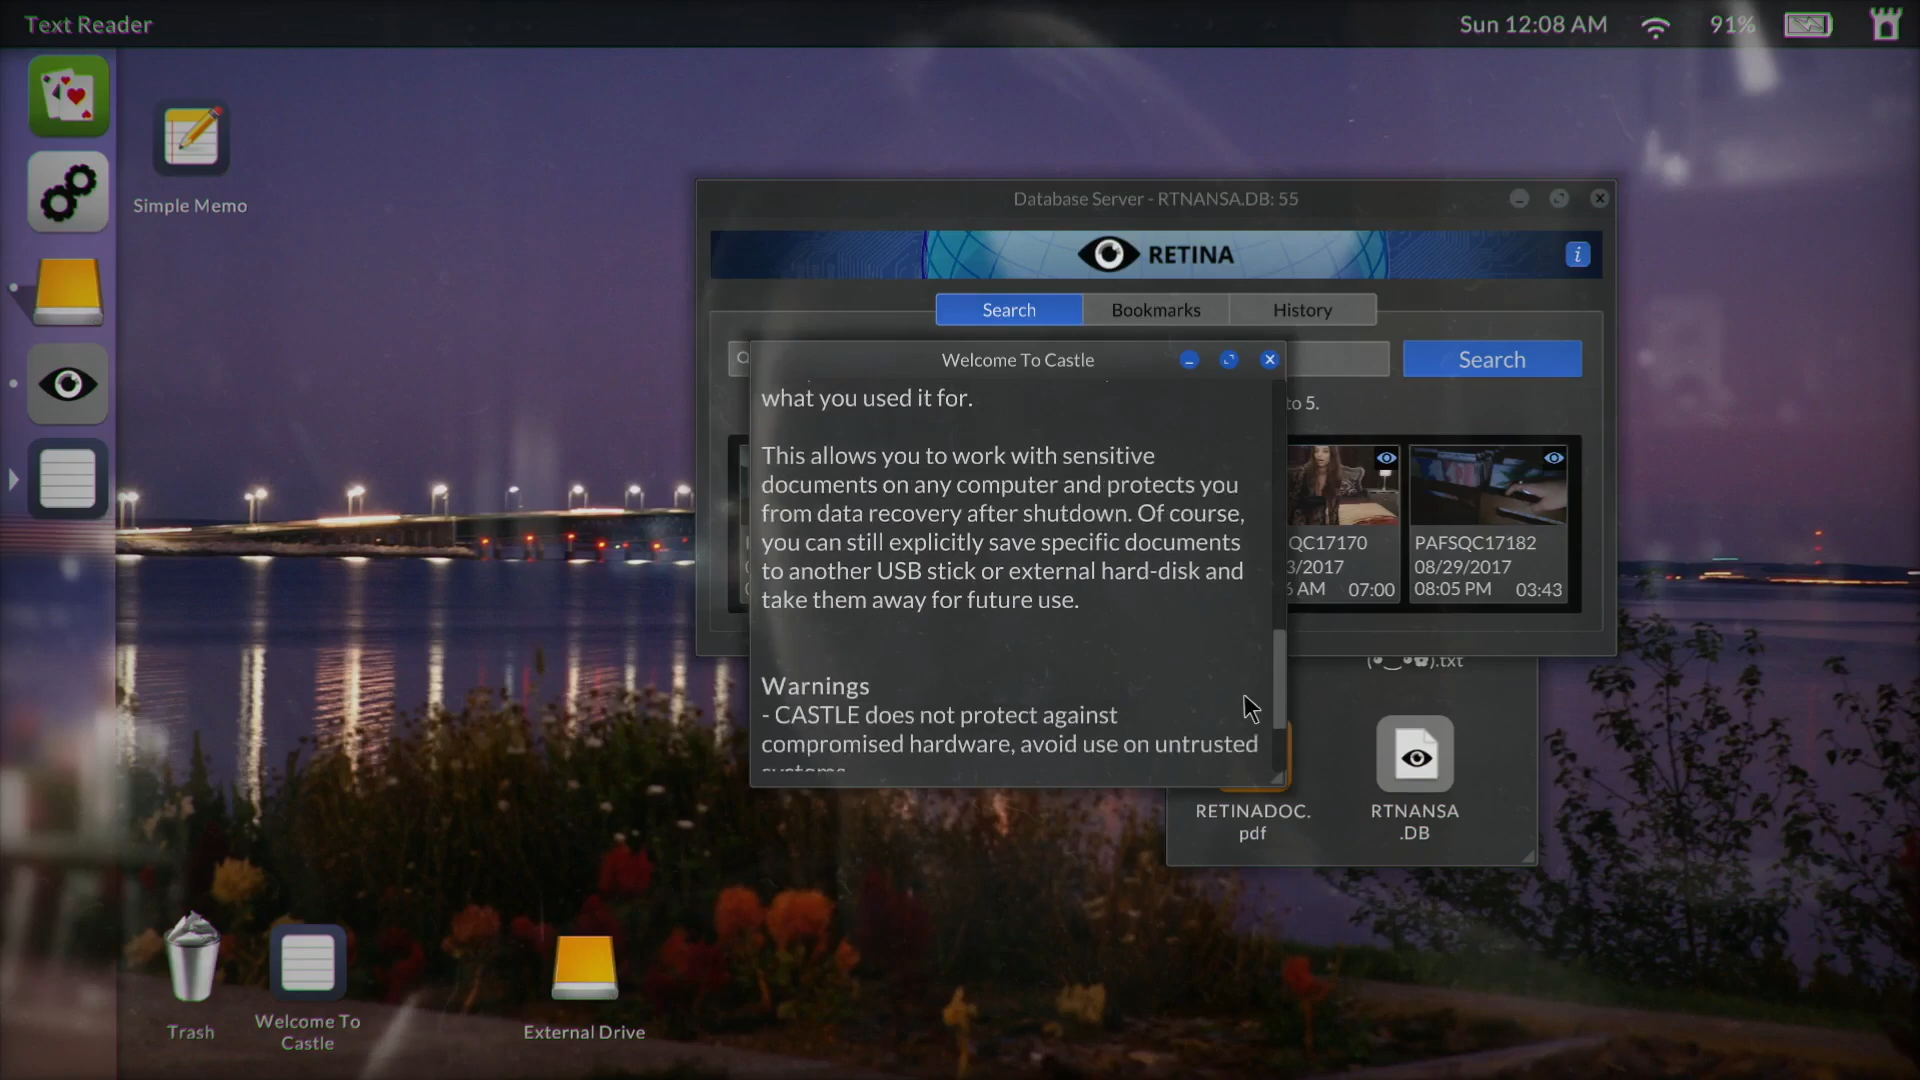 Text Reader
Sun 12:08 AM
91%
Simple Memo
Database Server - RTNANSA.DB: 55
RETINA
i
Search
Bookmarks
History
Search
to 5.
Welcome To Castle
what you used it for.
This allows you to work with sensitive
documents on any computer and protects you
from data recovery after shutdown. Of course,
you can still explicitly save specific documents
to another USB stick or external hard-disk and
take them away for future use.
Warnings
- CASTLE does not protect against
compromised hardware, avoid use on untrusted
QC17170
3/2017
AM 07:00
PAFSQC17182
08/29/2017
08:05 PM 03:43
.txt
RETINADOC.
pdf
RTNANSA
.DB
Trash
Welcome To
Castle
External Drive